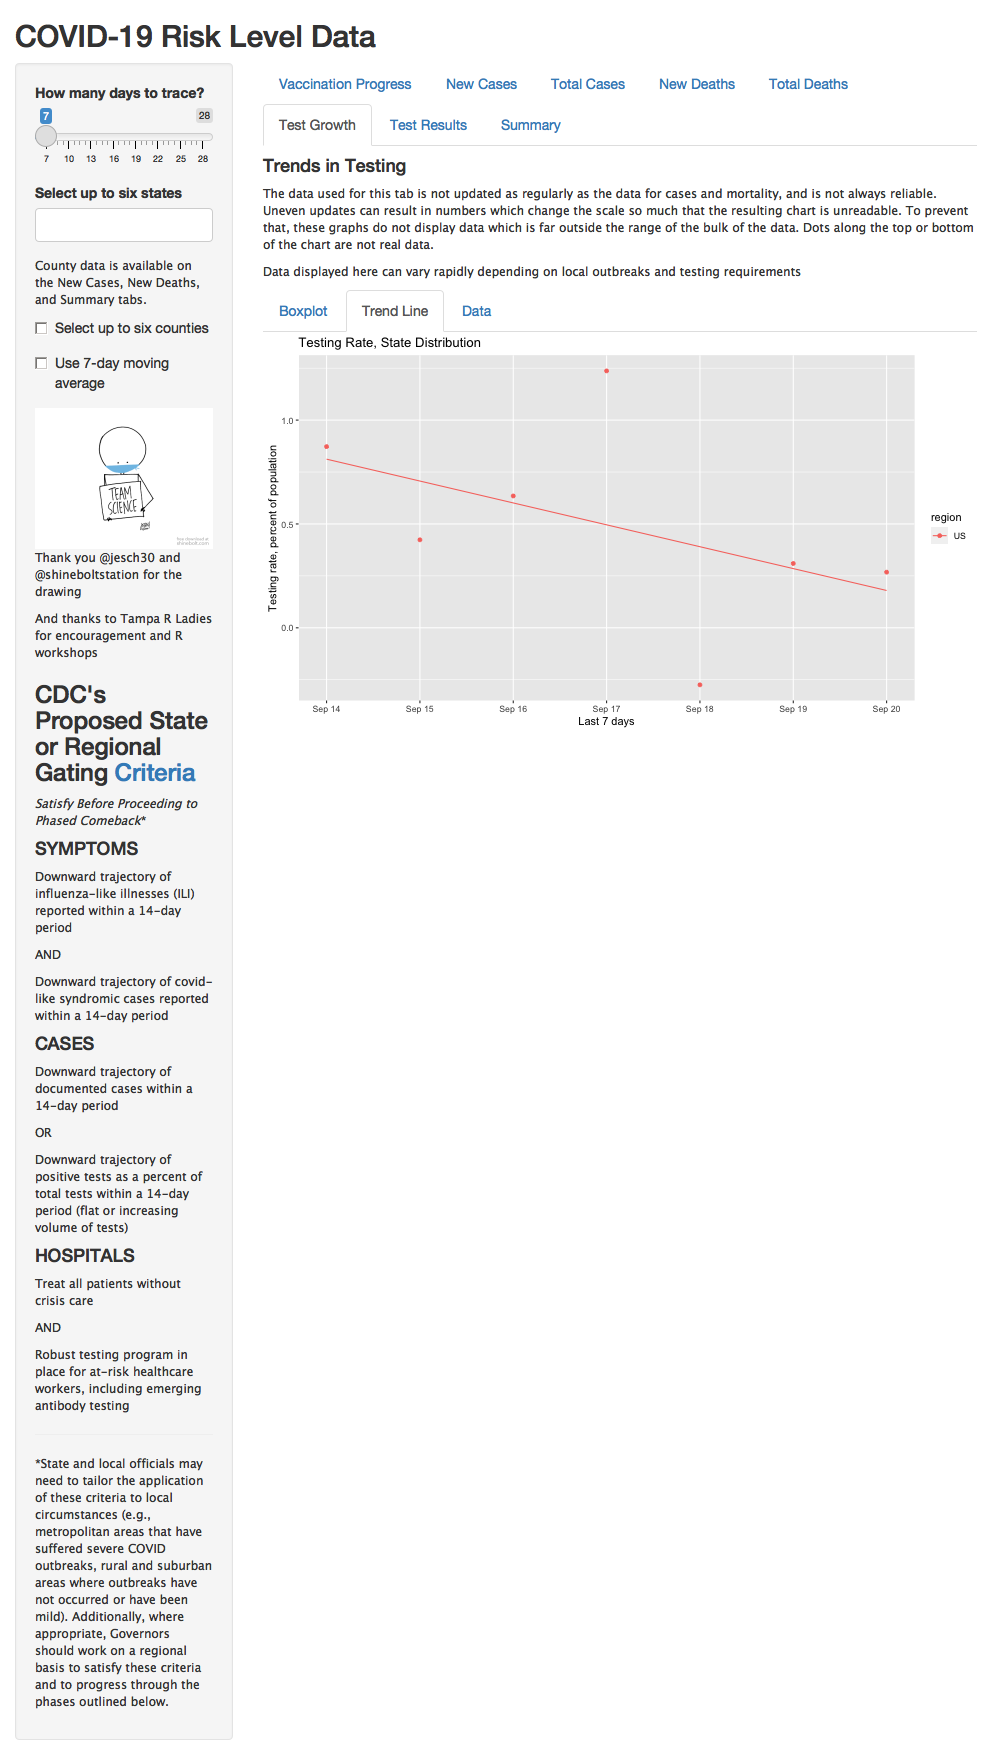 COVID-19 Risk Level Data
How many days to trace?
7
28
7 10 13 16 19 22 25 28
Select up to six states
County data is available on
the New Cases, New Deaths,
and Summary tabs.
Select up to six counties
Use 7-day moving
average
TEAM
SCIENCE
Thank you @jesch30 and
@shineboltstation for the
drawing
And thanks to Tampa R Ladies
for encouragement and R
workshops
CDC's
Proposed State
or Regional
Gating Criteria
Satisfy Before Proceeding to
Phased Comeback*
SYMPTOMS
Downward trajectory of
influenza-like illnesses (ILI)
reported within a 14-day
period
AND
Downward trajectory of covid-
like syndromic cases reported
within a 14-day period
CASES
Downward trajectory of
documented cases within a
14-day period
OR
Downward trajectory of
positive tests as a percent of
total tests within a 14-day
period (flat or increasing
volume of tests)
HOSPITALS
Treat all patients without
crisis care
AND
Robust testing program in
place for at-risk healthcare
workers, including emerging
antibody testing
*State and local officials may
need to tailor the application
of these criteria to local
circumstances (e.g.,
metropolitan areas that have
suffered severe COVID
outbreaks, rural and suburban
areas where outbreaks have
not occurred or have been
mild). Additionally, where
appropriate, Governors
should work on a regional
basis to satisfy these criteria
and to progress through the
phases outlined below.
Vaccination Progress New Cases Total Cases New Deaths Total Deaths
Test Growth Test Results Summary
Trends in Testing
The data used for this tab is not updated as regularly as the data for cases and mortality, and is not always reliable.
Uneven updates can result in numbers which change the scale so much that the resulting chart is unreadable. To prevent
that, these graphs do not display data which is far outside the range of the bulk of the data. Dots along the top or bottom
of the chart are not real data.
Data displayed here can vary rapidly depending on local outbreaks and testing requirements
Boxplot Trend Line Data
Testing Rate, State Distribution
Testing rate, percent of population
1.0
0.5
0.0
Sep 14 Sep 15 Sep 16 Sep 17 Sep 18 Sep 19 Sep 20
Last 7 days
region
US